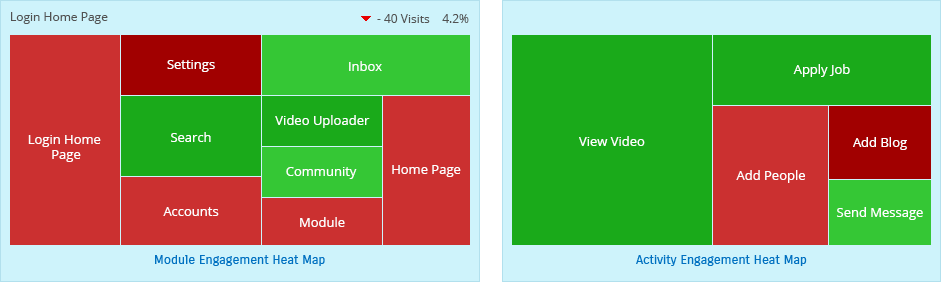 Login Home Page
- 40 Visits 4.2%
Login Home
Page
Settings
Search
Accounts
Inbox
Video Uploader
Community
Module
Home Page
Module Engagement Heat Map
View Video
Apply Job
Add People
Add Blog
Send Message
Activity Engagement Heat Map